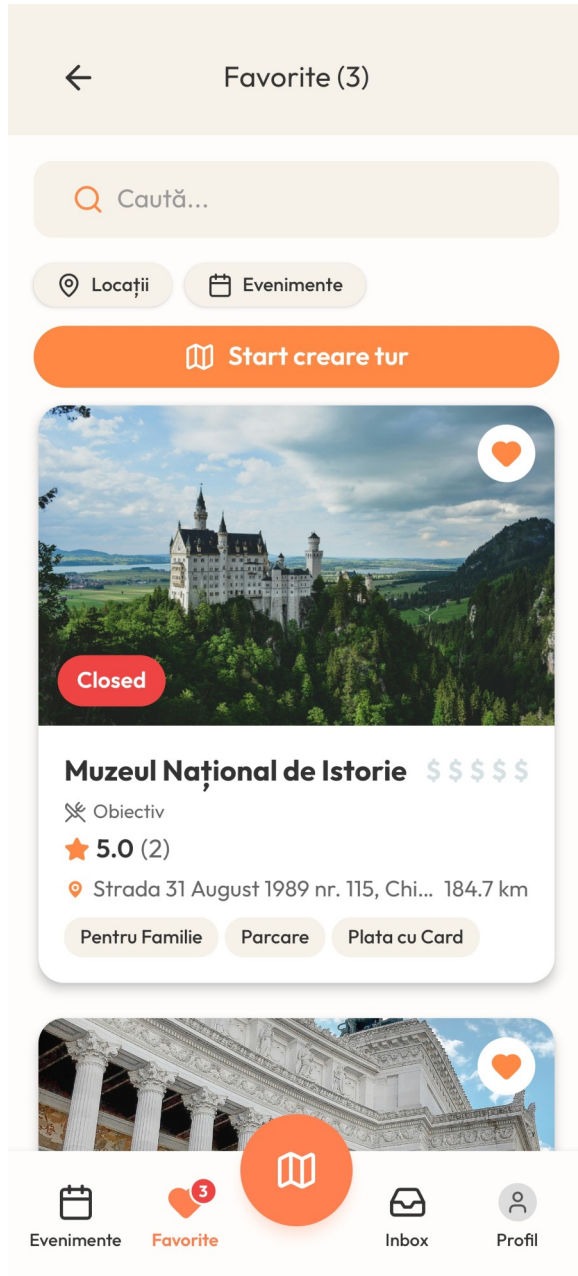 Favorite (3)
Caută...
Locații
Evenimente
Start creare tur
Closed
Muzeul Național de Istorie $ $ $ $ $
Obiectiv
5.0 (2)
Strada 31 August 1989 nr. 115, Chi... 184.7 km
Pentru Familie
Parcare
Plata cu Card
3
Evenimente
Favorite
Inbox
Profil